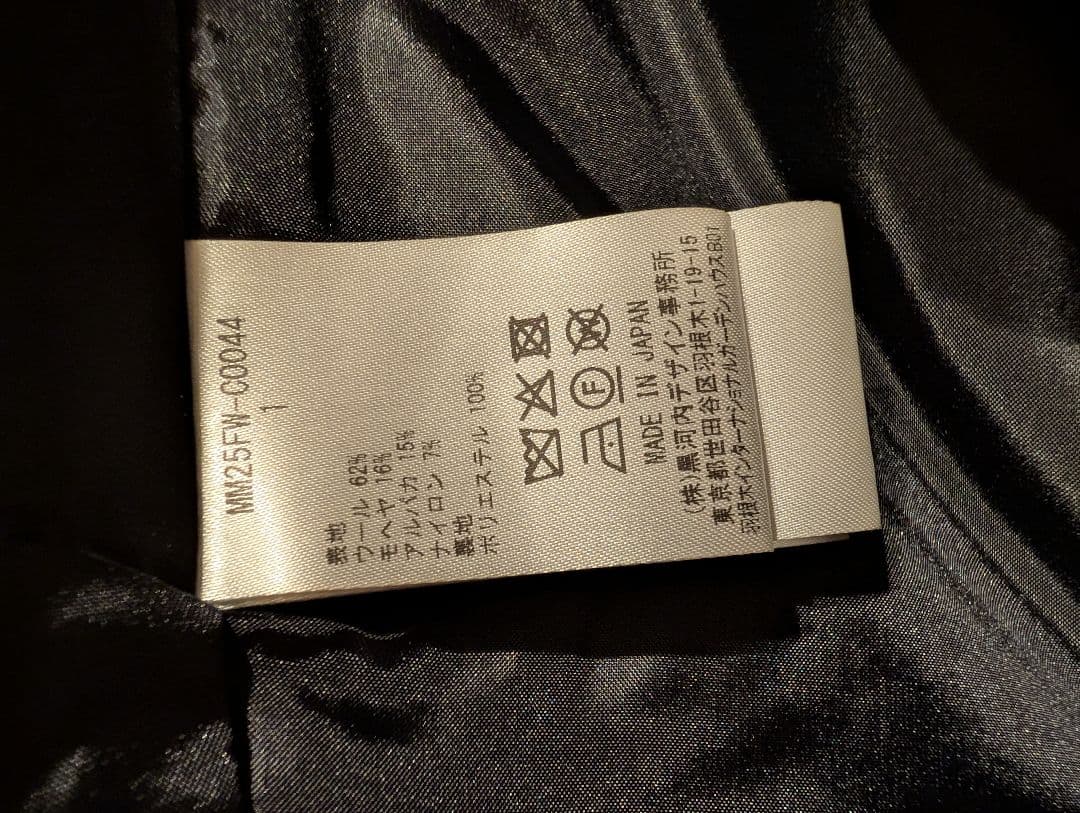 MM25FW-CO044
1
表地
ウール 62%
モヘヤ 16%
アルパカ 15%
ナイロン 7%
裏地
ポリエステル 100%
F W
MADE IN JAPAN
(株)黒河内デザイン事務所
東京都世田谷区羽根木1-19-15
羽根木インターナショナルガーデンハウスB01